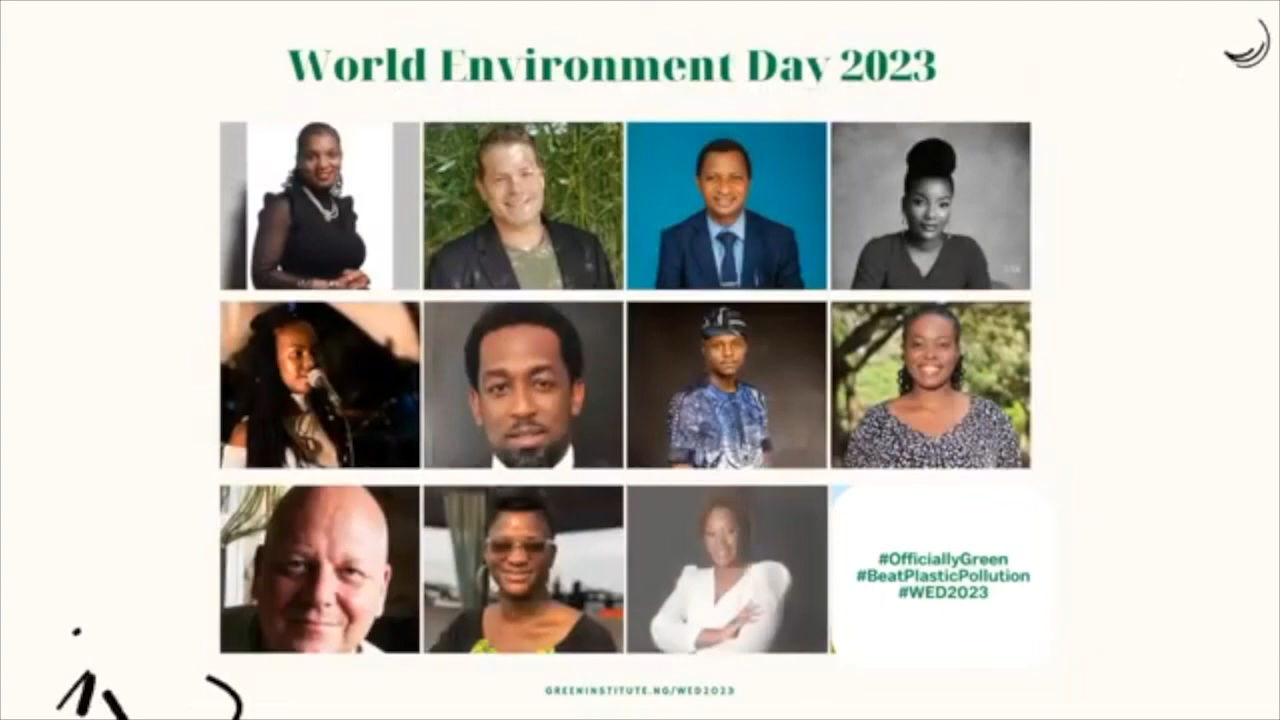 World Environment Day 2023
#OfficiallyGreen
#BeatPlasticPollution
#WED2023
GREENINSTITUTE.NG/WED2023